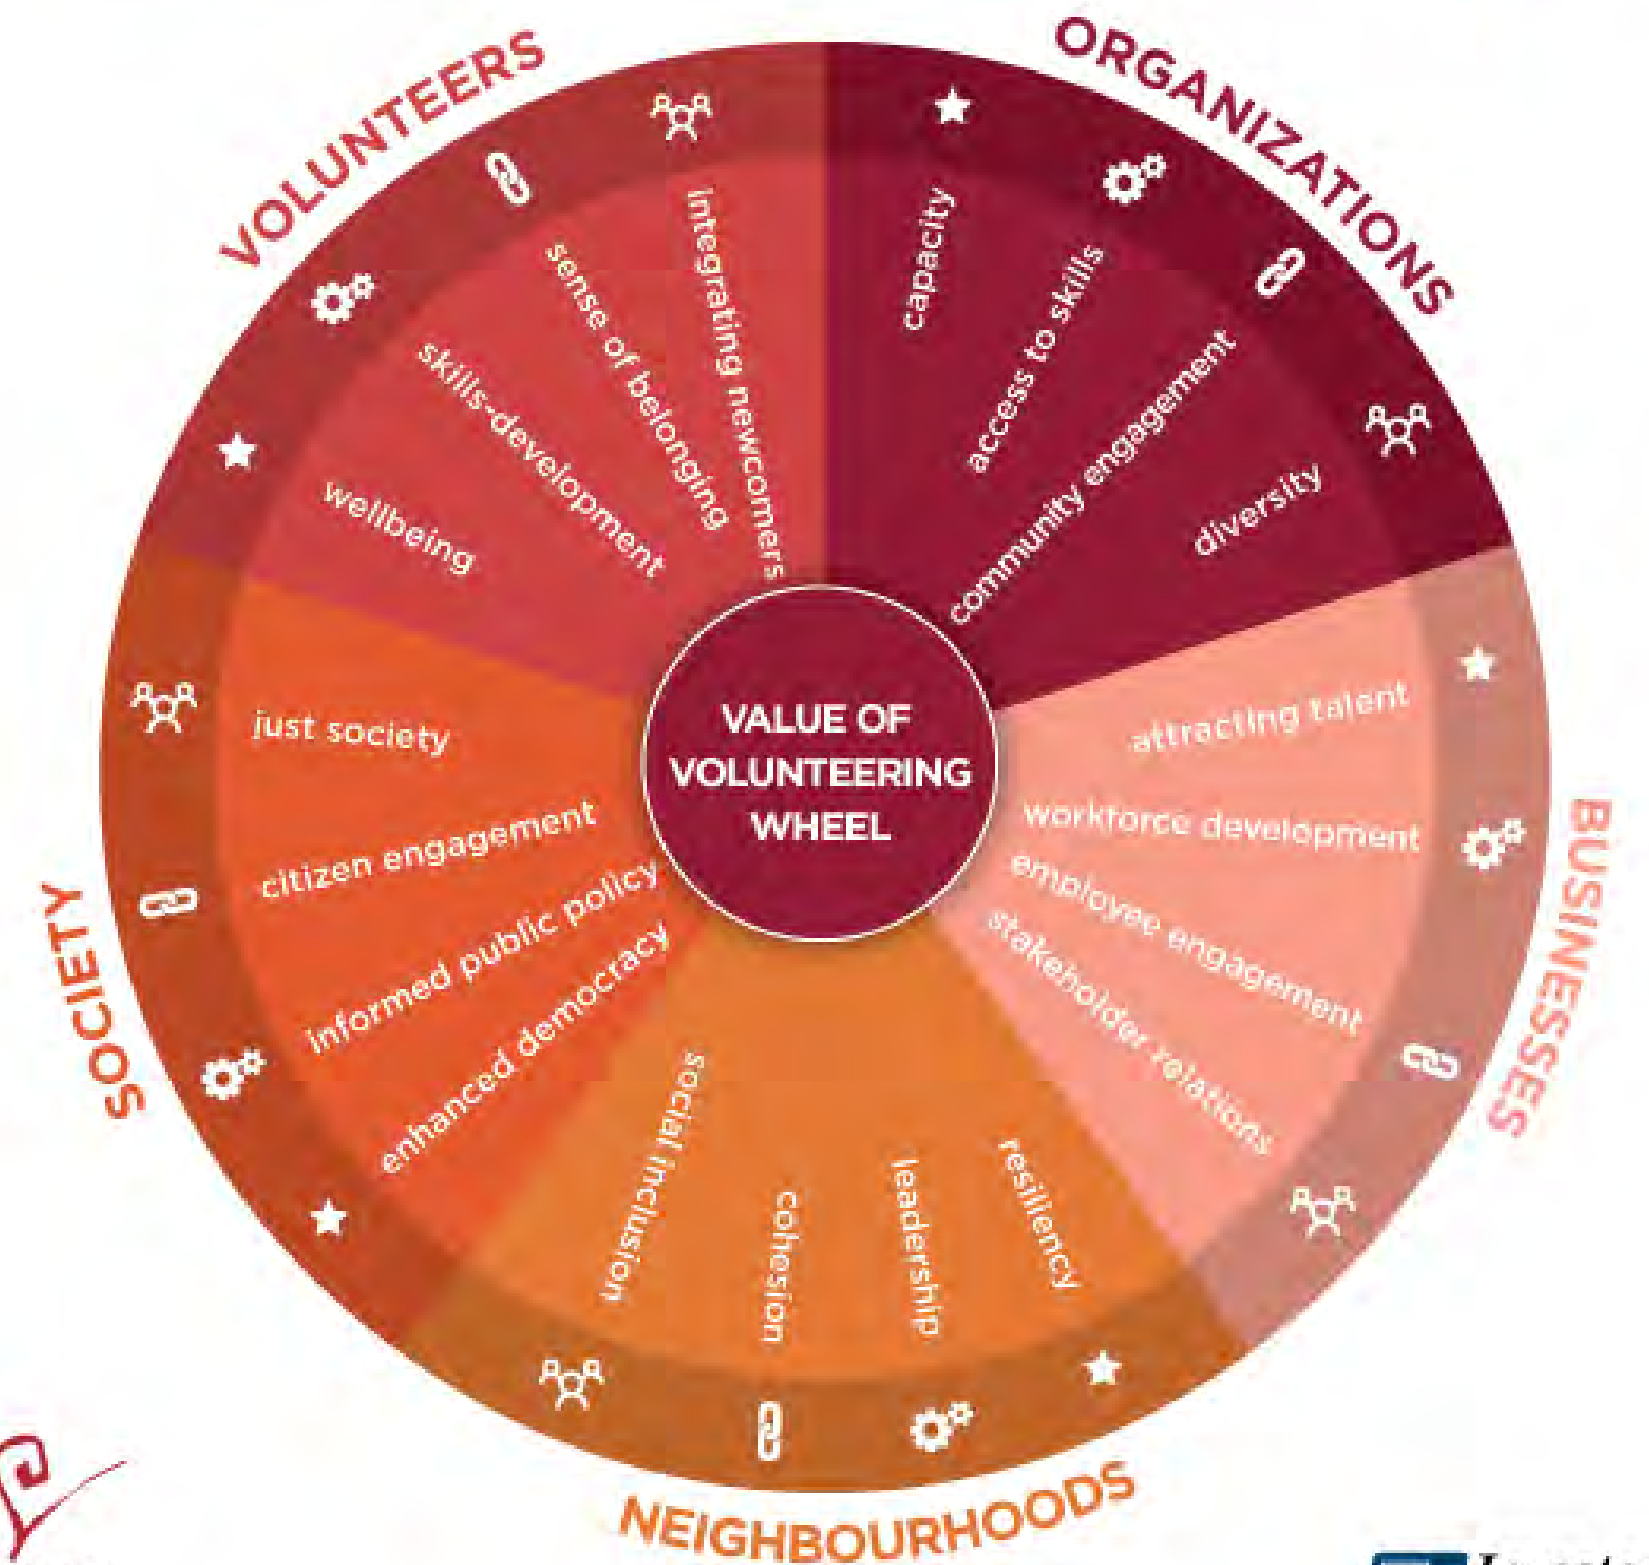 VOLUNTEERS
ORGANIZATIONS
BUSINESSES
NEIGHBOURHOODS
SOCIETY
VALUE OF
VOLUNTEERING
WHEEL
capacity
access to skills
community engagement
diversity
attracting talent
workforce development
employee engagement
stakeholder relations
resiliency
leadership
cohesion
social inclusion
enhanced democracy
informed public policy
citizen engagement
just society
wellbeing
skills-development
sense of belonging
integrating newcomers